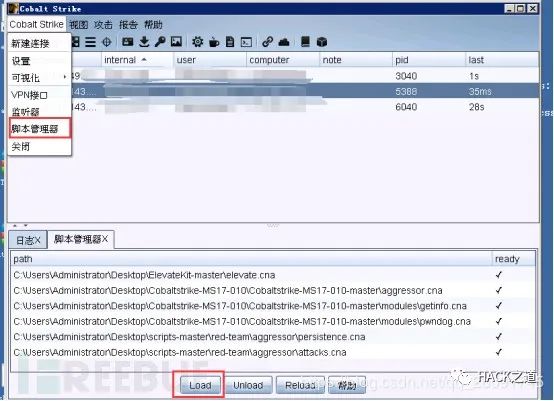 Cobalt Strike
Cobalt Strike 视图 攻击 报告 帮助
新建连接
设置
可视化
VPN接口
监听器
脚本管理器
关闭
internal user computer note pid last
3040 1s
143.... 5388 35ms
143.... 6040 28s
日志X 脚本管理器X
path ready
C:\Users\Administrator\Desktop\ElevateKit-master\elevate.cna ✓
C:\Users\Administrator\Desktop\Cobaltstrike-MS17-010\Cobaltstrike-MS17-010-master\aggressor.cna ✓
C:\Users\Administrator\Desktop\Cobaltstrike-MS17-010\Cobaltstrike-MS17-010-master\modules\getinfo.cna ✓
C:\Users\Administrator\Desktop\Cobaltstrike-MS17-010\Cobaltstrike-MS17-010-master\modules\pwndog.cna ✓
C:\Users\Administrator\Desktop\scripts-master\red-team\aggressor\persistence.cna ✓
C:\Users\Administrator\Desktop\scripts-master\red-team\aggressor\attacks.cna ✓
Load Unload Reload 帮助
HACK之道